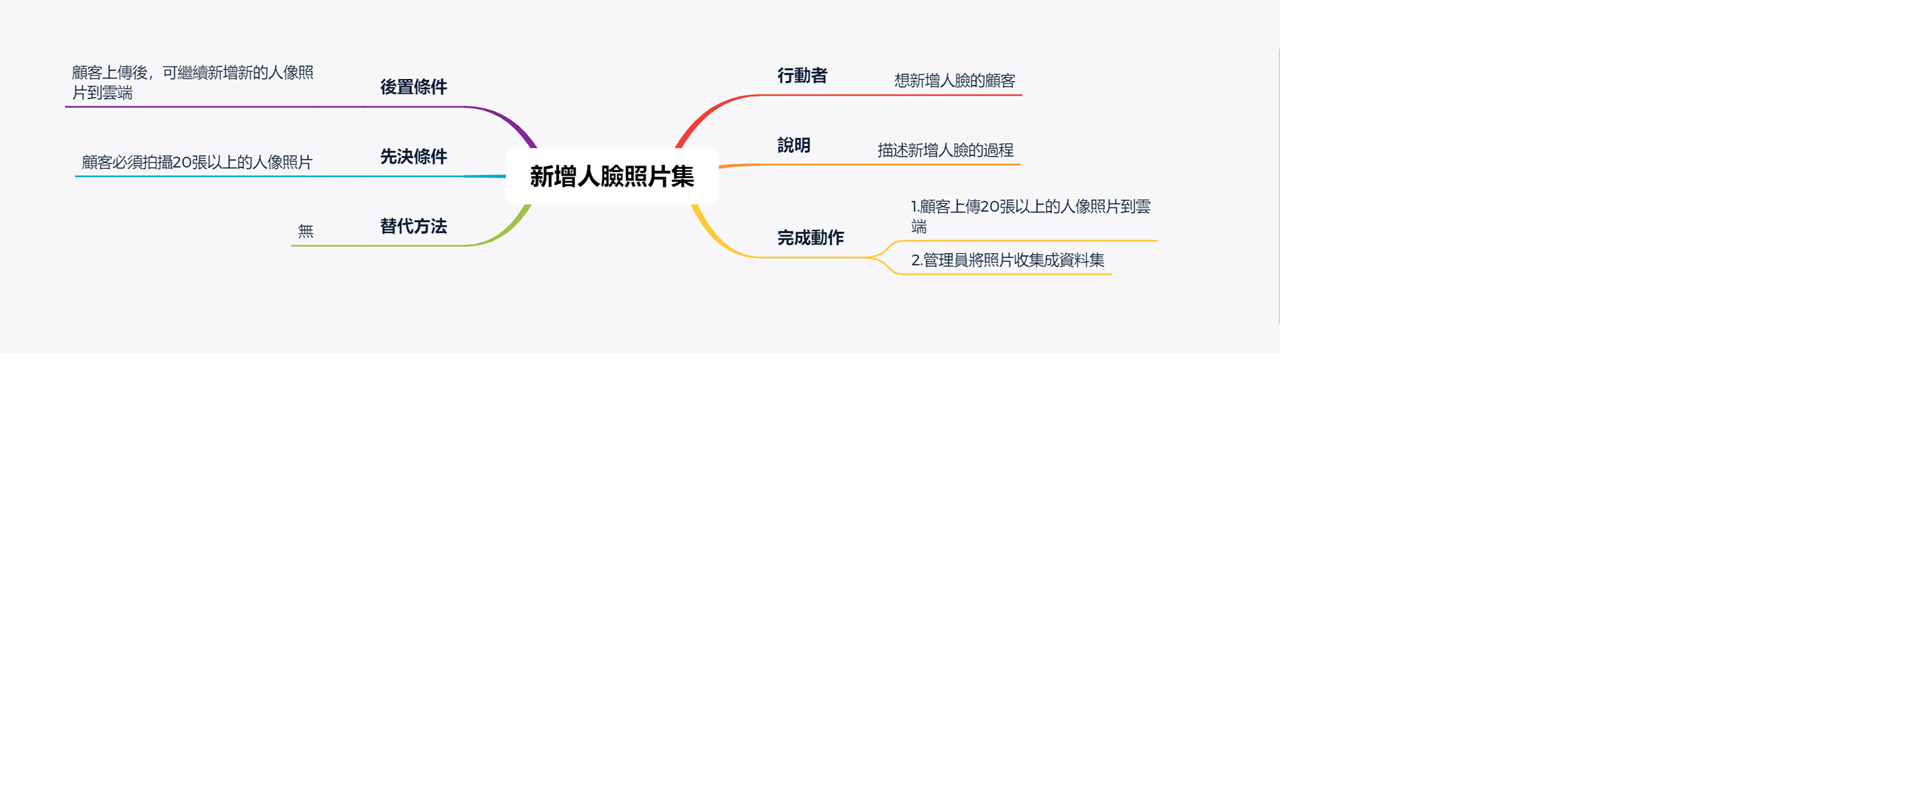 顧客上傳後，可繼續新增新的人像照
片到雲端
後置條件
顧客必須拍攝20張以上的人像照片
先決條件
無
替代方法
新增人臉照片集
行動者
想新增人臉的顧客
說明
描述新增人臉的過程
完成動作
1.顧客上傳20張以上的人像照片到雲
端
2.管理員將照片收集成資料集